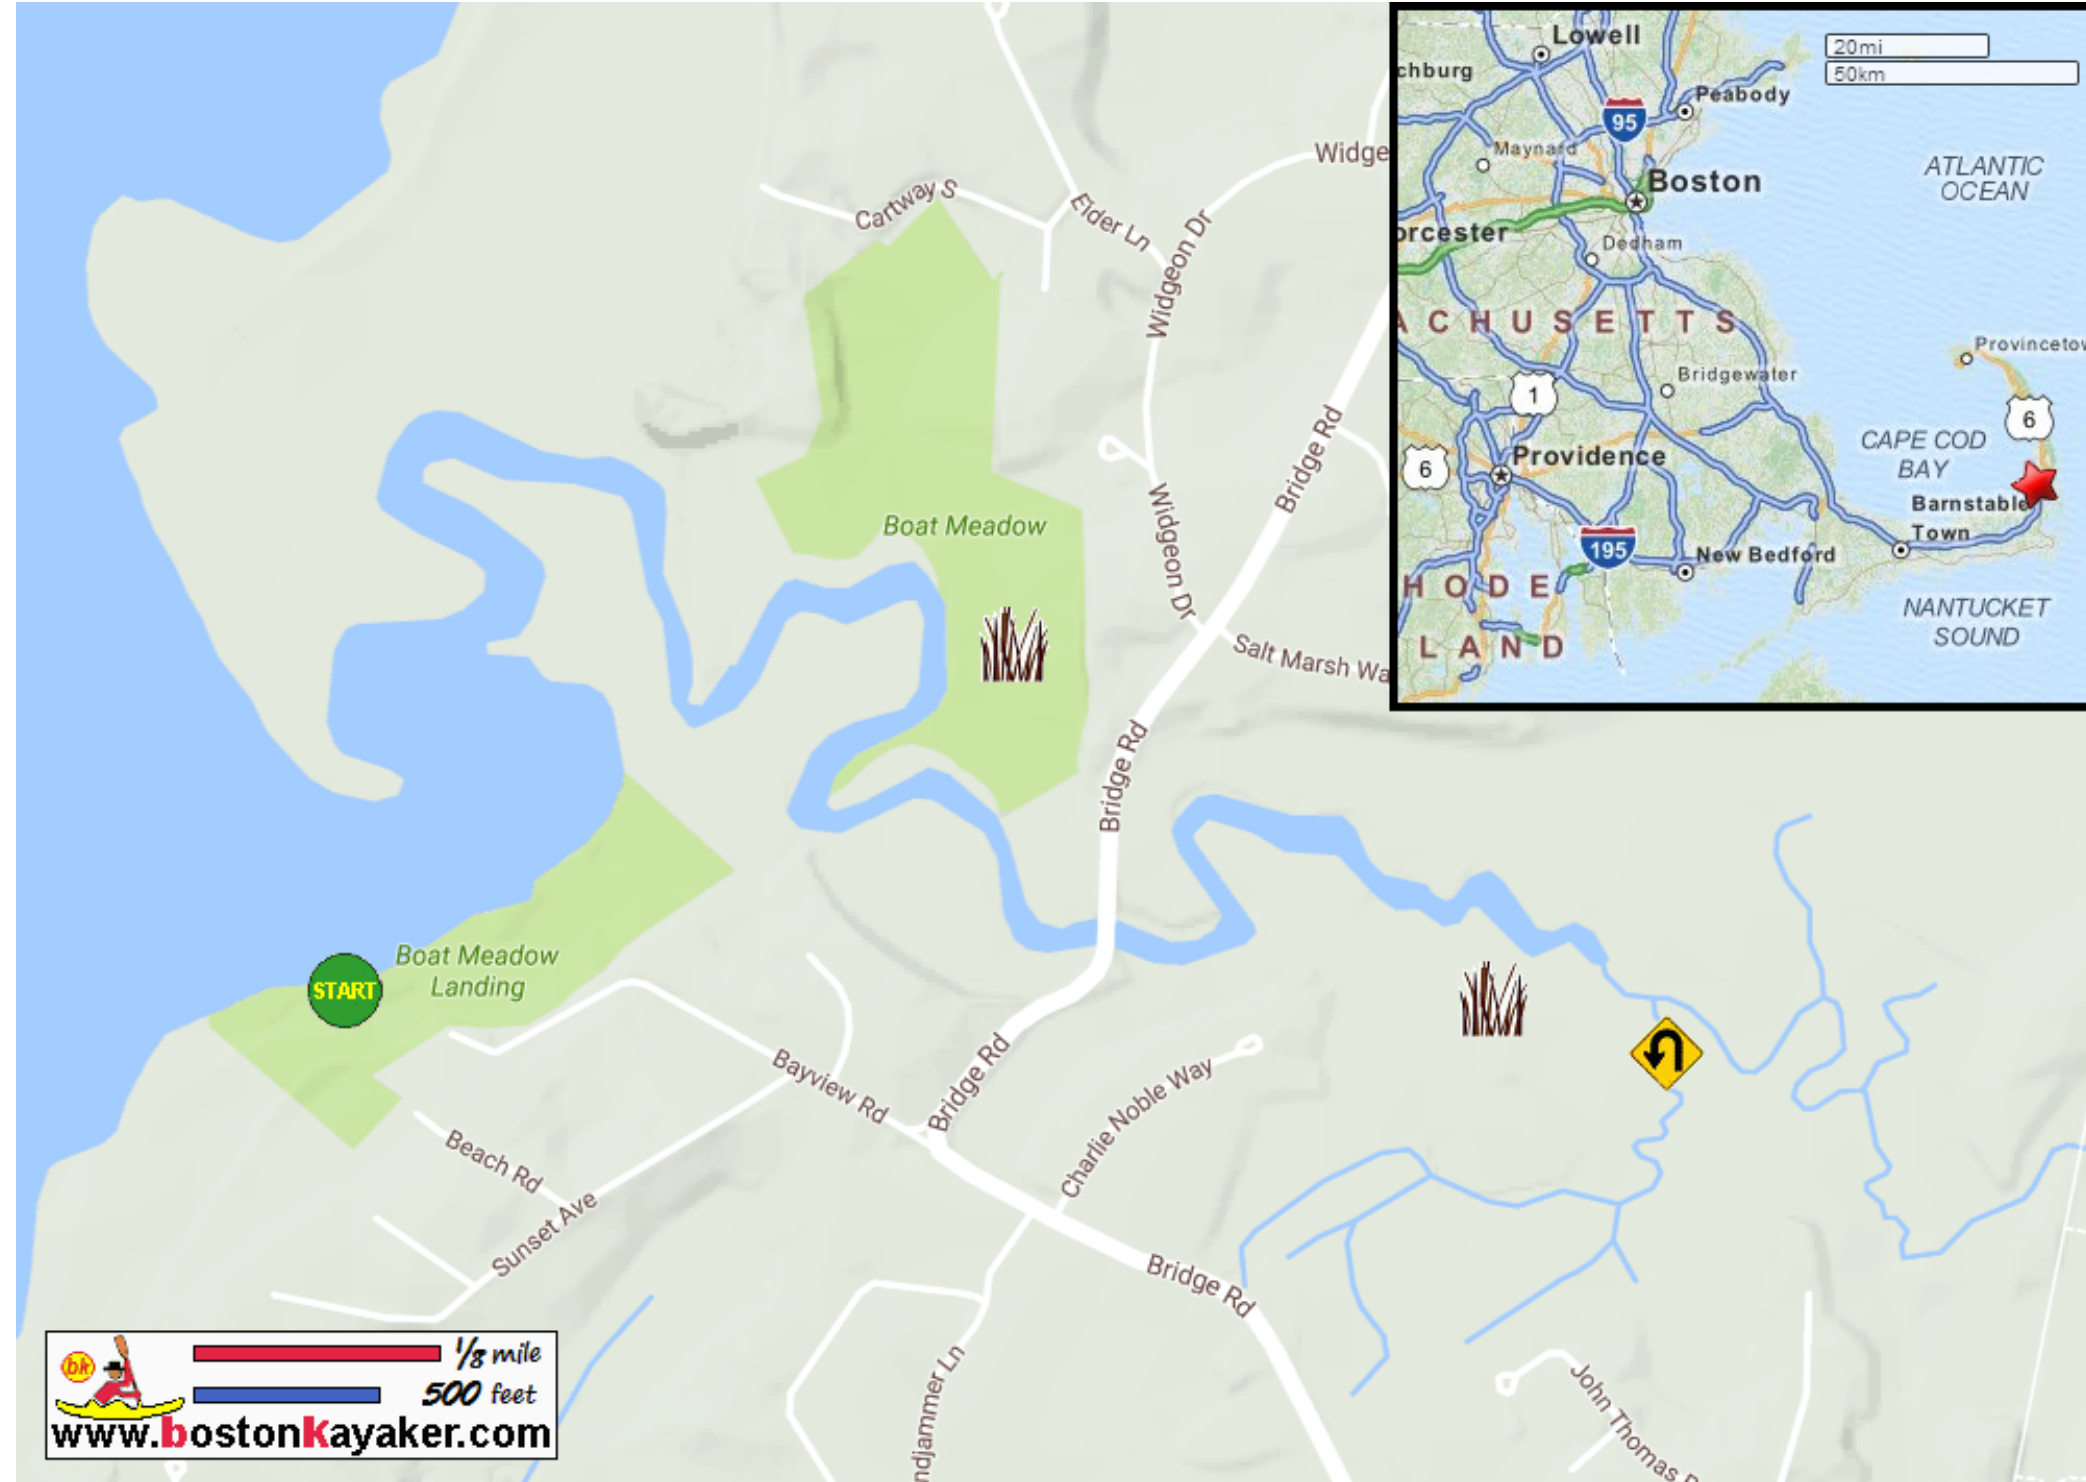 Cartway S
Elder Ln
Widgeon Dr
Widge
Bridge Rd
Boat Meadow
Widgeon Dr
Salt Marsh Wa
Bridge Rd
Boat Meadow
Landing
START
Bayview Rd
Bridge Rd
Charlie Noble Way
Beach Rd
Sunset Ave
Bridge Rd
ndjammer Ln
John Thomas
bk
1/8 mile
500 feet
www.bostonkayaker.com
Lowell
20mi
50km
chburg
Peabody
95
Maynard
ATLANTIC
OCEAN
Boston
orcester
Dedham
ACHUSETTS
Provinceto
Bridgewater
1
6
CAPE COD
BAY
6
Providence
Barnstable
Town
195
New Bedford
HODE
LAND
NANTUCKET
SOUND